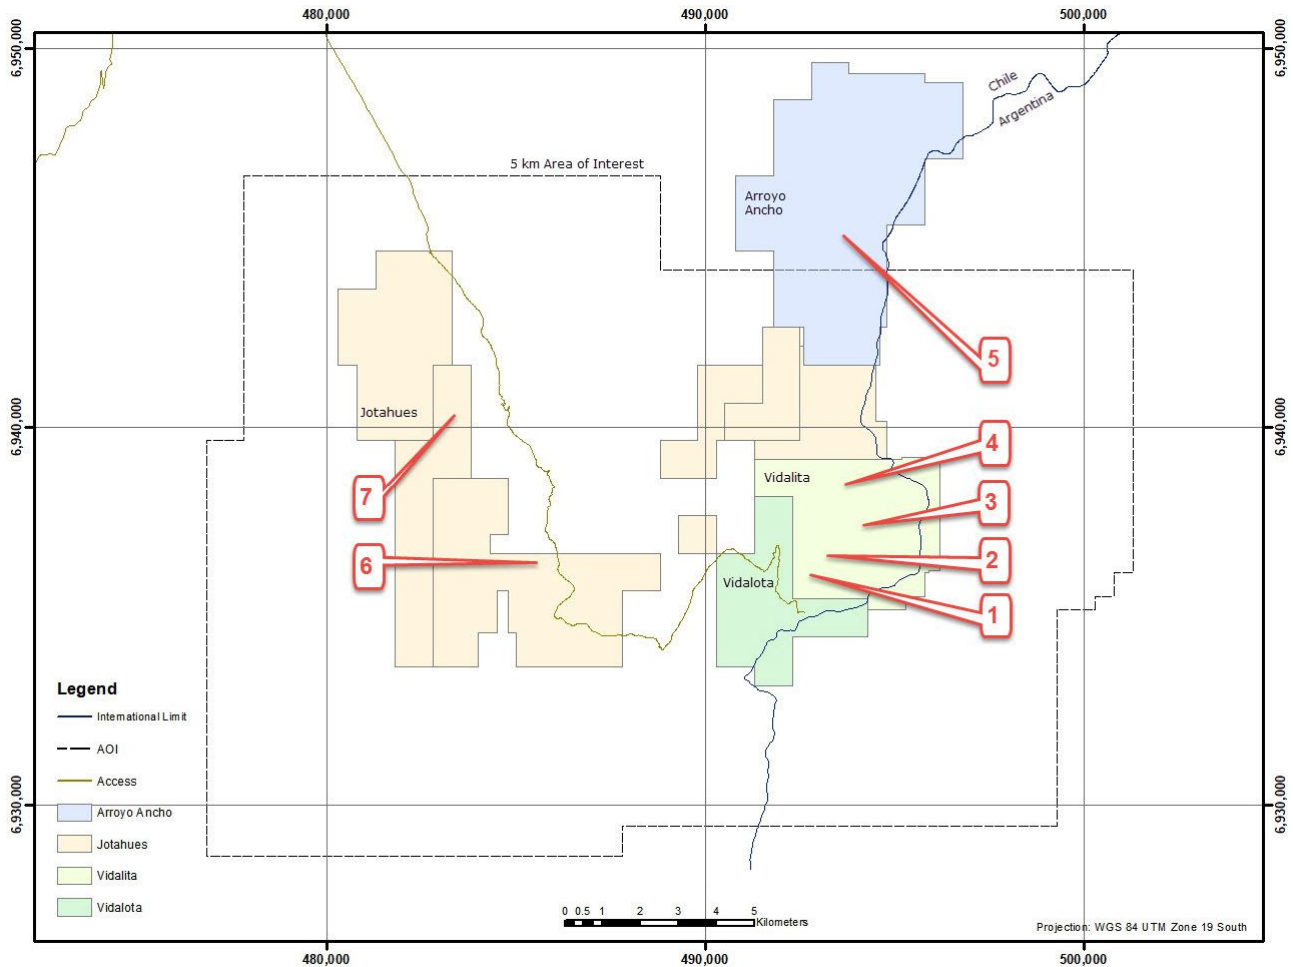 480,000
490,000
500,000
6,950,000
6,950,000
Chile
Argentina
5 km Area of Interest
Arroyo
Ancho
5
6,940,000
6,940,000
Jotahues
4
Vidalita
7
3
2
6
Vidalota
1
Legend
International Limit
AOI
Access
6,930,000
6,930,000
Arroyo Ancho
Jotahues
Vidalita
Vidalota
0 0.5 1 2 3 4 5
Kilometers
Projection: WGS 84 UTM Zone 19 South
480,000
490,000
500,000